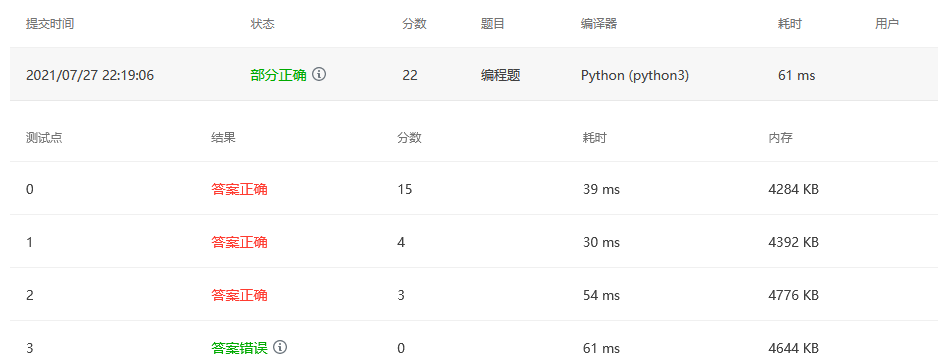 提交时间 状态 分数 题目 编译器 耗时 用户
2021/07/27 22:19:06 部分正确 22 编程题 Python (python3) 61 ms
测试点 结果 分数 耗时 内存
0 答案正确 15 39 ms 4284 KB
1 答案正确 4 30 ms 4392 KB
2 答案正确 3 54 ms 4776 KB
3 答案错误 0 61 ms 4644 KB